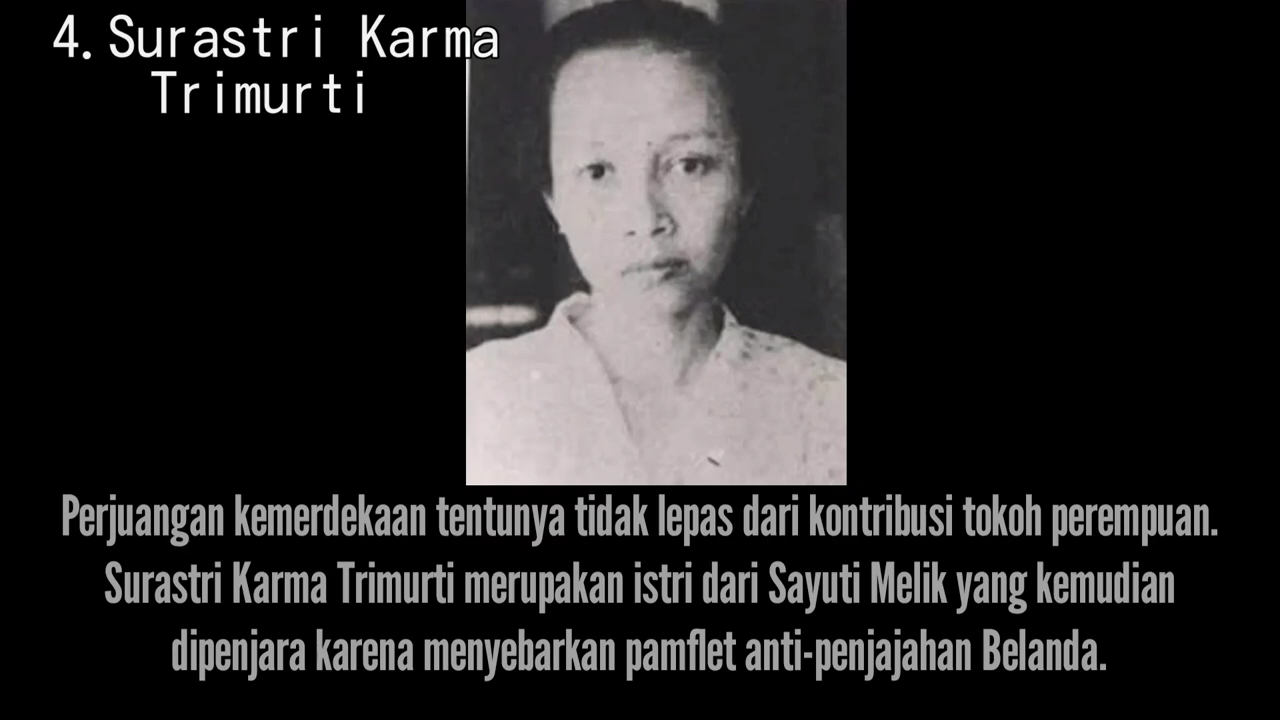 4. Surastri Karma
Trimurti
Perjuangan kemerdekaan tentunya tidak lepas dari kontribusi tokoh perempuan.
Surastri Karma Trimurti merupakan istri dari Sayuti Melik yang kemudian
dipenjara karena menyebarkan pamflet anti-penjajahan Belanda.